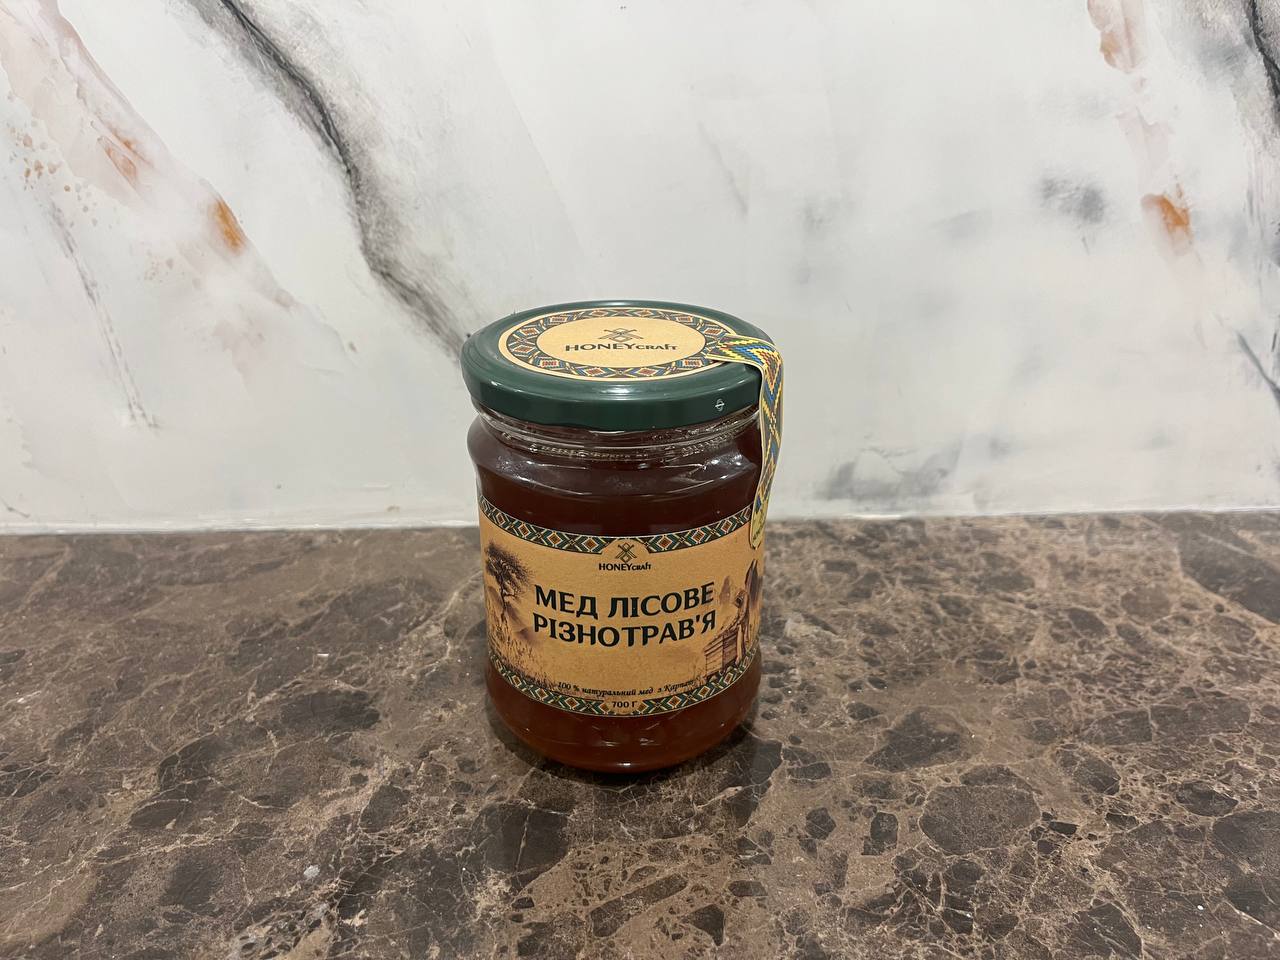 HONEYCRAFT
HONEYCRAFT
МЕД ЛІСОВЕ
РІЗНОТРАВ'Я
100 % натуральний мед з Карпат
700 Г